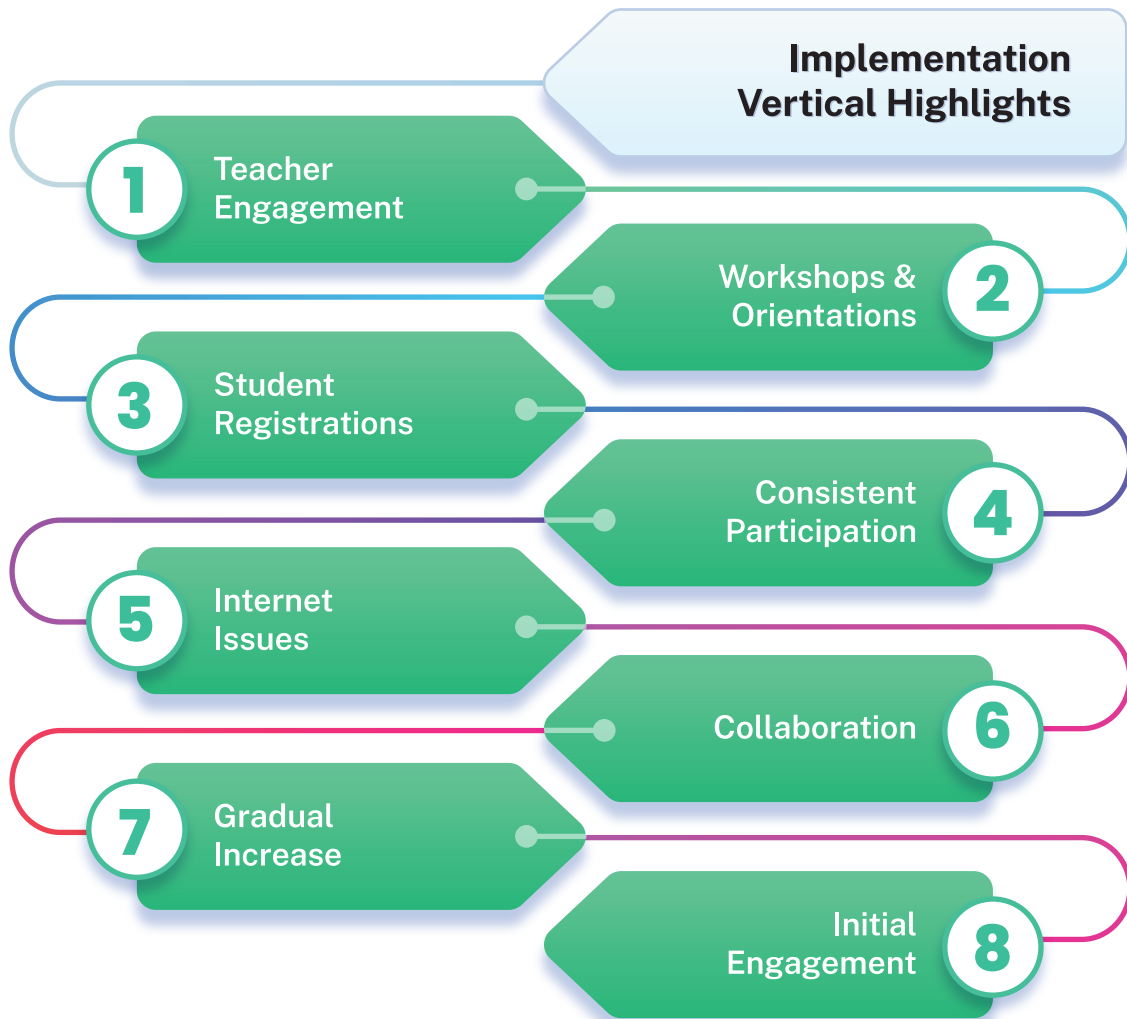 Implementation
Vertical Highlights
1
Teacher
Engagement
Workshops &
Orientations
2
3
Student
Registrations
Consistent
Participation
4
5
Internet
Issues
Collaboration
6
7
Gradual
Increase
Initial
Engagement
8